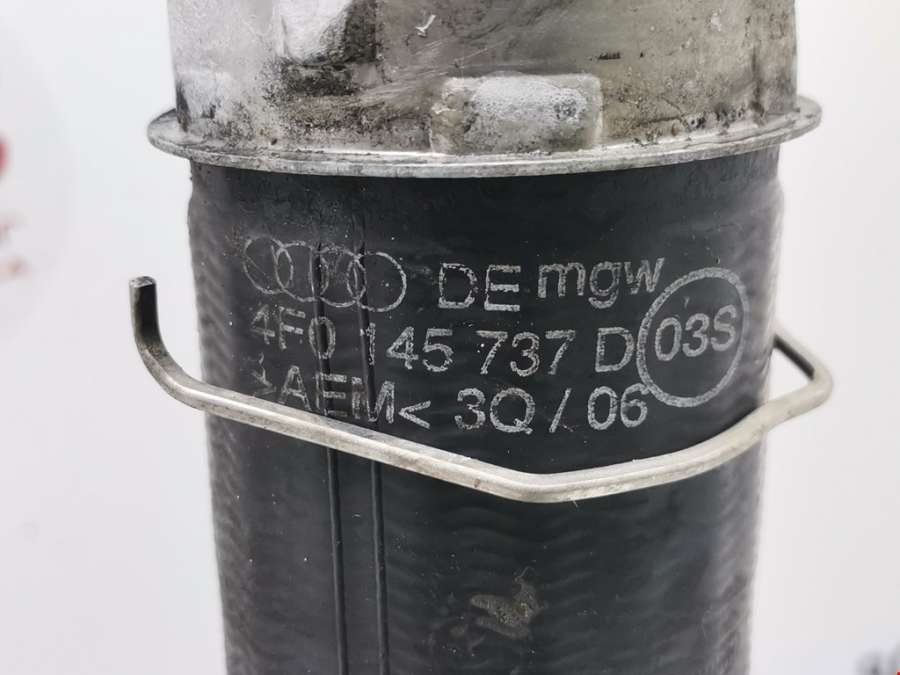 DE mgw
4F0 145 737 D 03S
>AEM< 3Q / 06